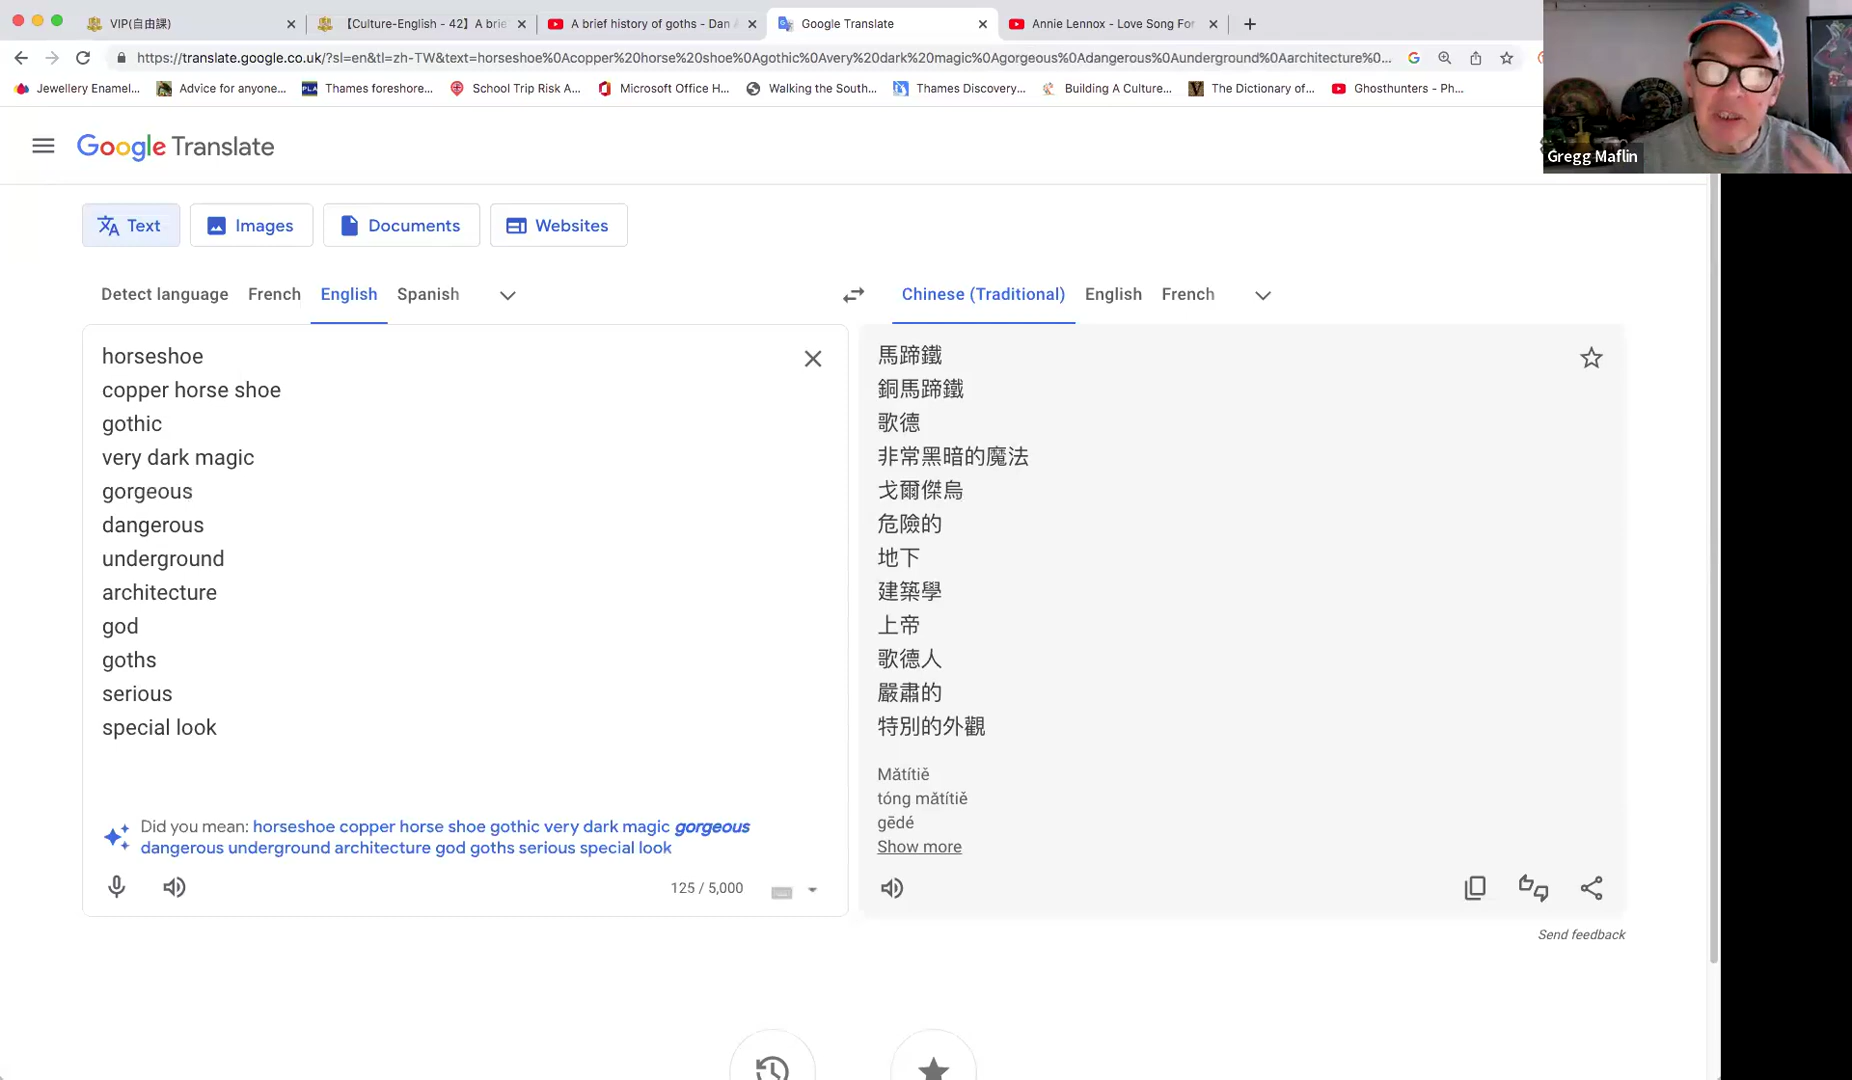 VIP(自由課)
【Culture-English - 42】A brie
A brief history of goths - Dan
Google Translate
Annie Lennox - Love Song For
https://translate.google.co.uk/?sl=en&tl=zh-TW&text=horseshoe%0Acopper%20horse%20shoe%0Agothic%0Avery%20dark%20magic%0Agorgeous%0Adangerous%0Aunderground%0Aarchitecture%0...
Jewellery Enamel...
Advice for anyone...
PLA
Thames foreshore...
School Trip Risk A...
Microsoft Office H...
Walking the South...
Thames Discovery...
Building A Culture...
The Dictionary of...
Ghosthunters - Ph...
Gregg Maflin
Google Translate
Text
Images
Documents
Websites
Detect language French English Spanish
Chinese (Traditional) English French
horseshoe
copper horse shoe
gothic
very dark magic
gorgeous
dangerous
underground
architecture
god
goths
serious
special look
馬蹄鐵
銅馬蹄鐵
歌德
非常黑暗的魔法
戈爾傑烏
危險的
地下
建築學
上帝
歌德人
嚴肅的
特別的外觀
Mǎtítiě
tóng mǎtítiě
gēdé
Show more
Did you mean: horseshoe copper horse shoe gothic very dark magic gorgeous
dangerous underground architecture god goths serious special look
125 / 5,000
Send feedback